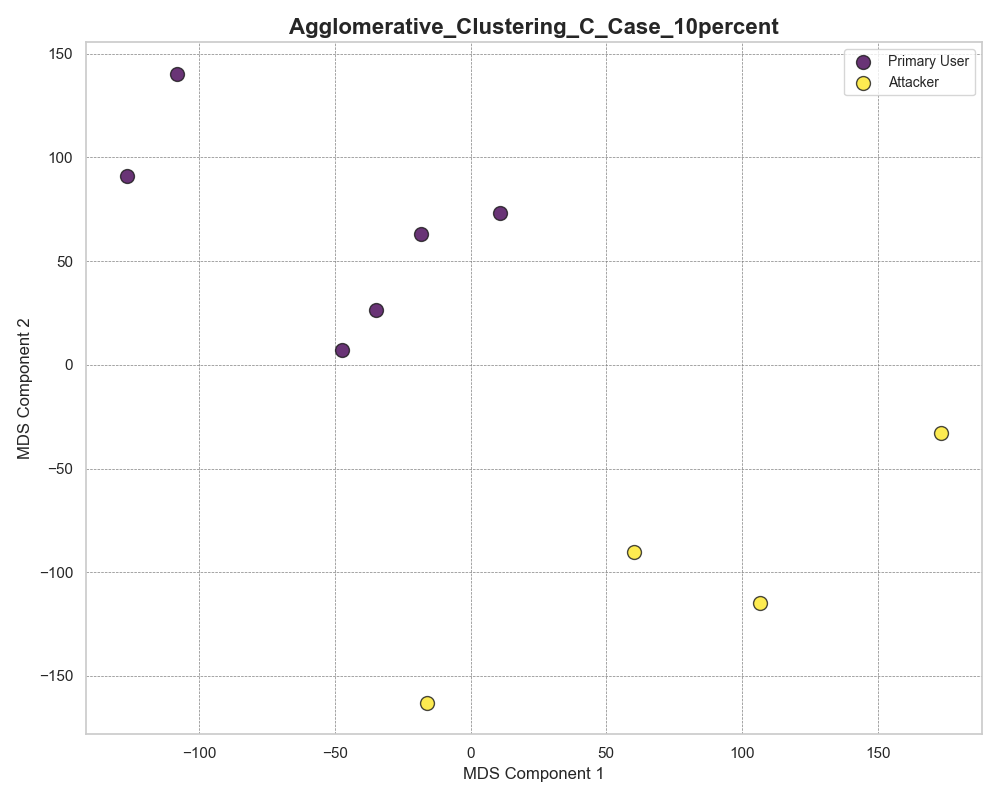 Agglomerative_Clustering_C_Case_10percent
Primary User
Attacker
150
100
50
0
−50
−100
−150
MDS Component 2
−100
−50
0
50
100
150
MDS Component 1